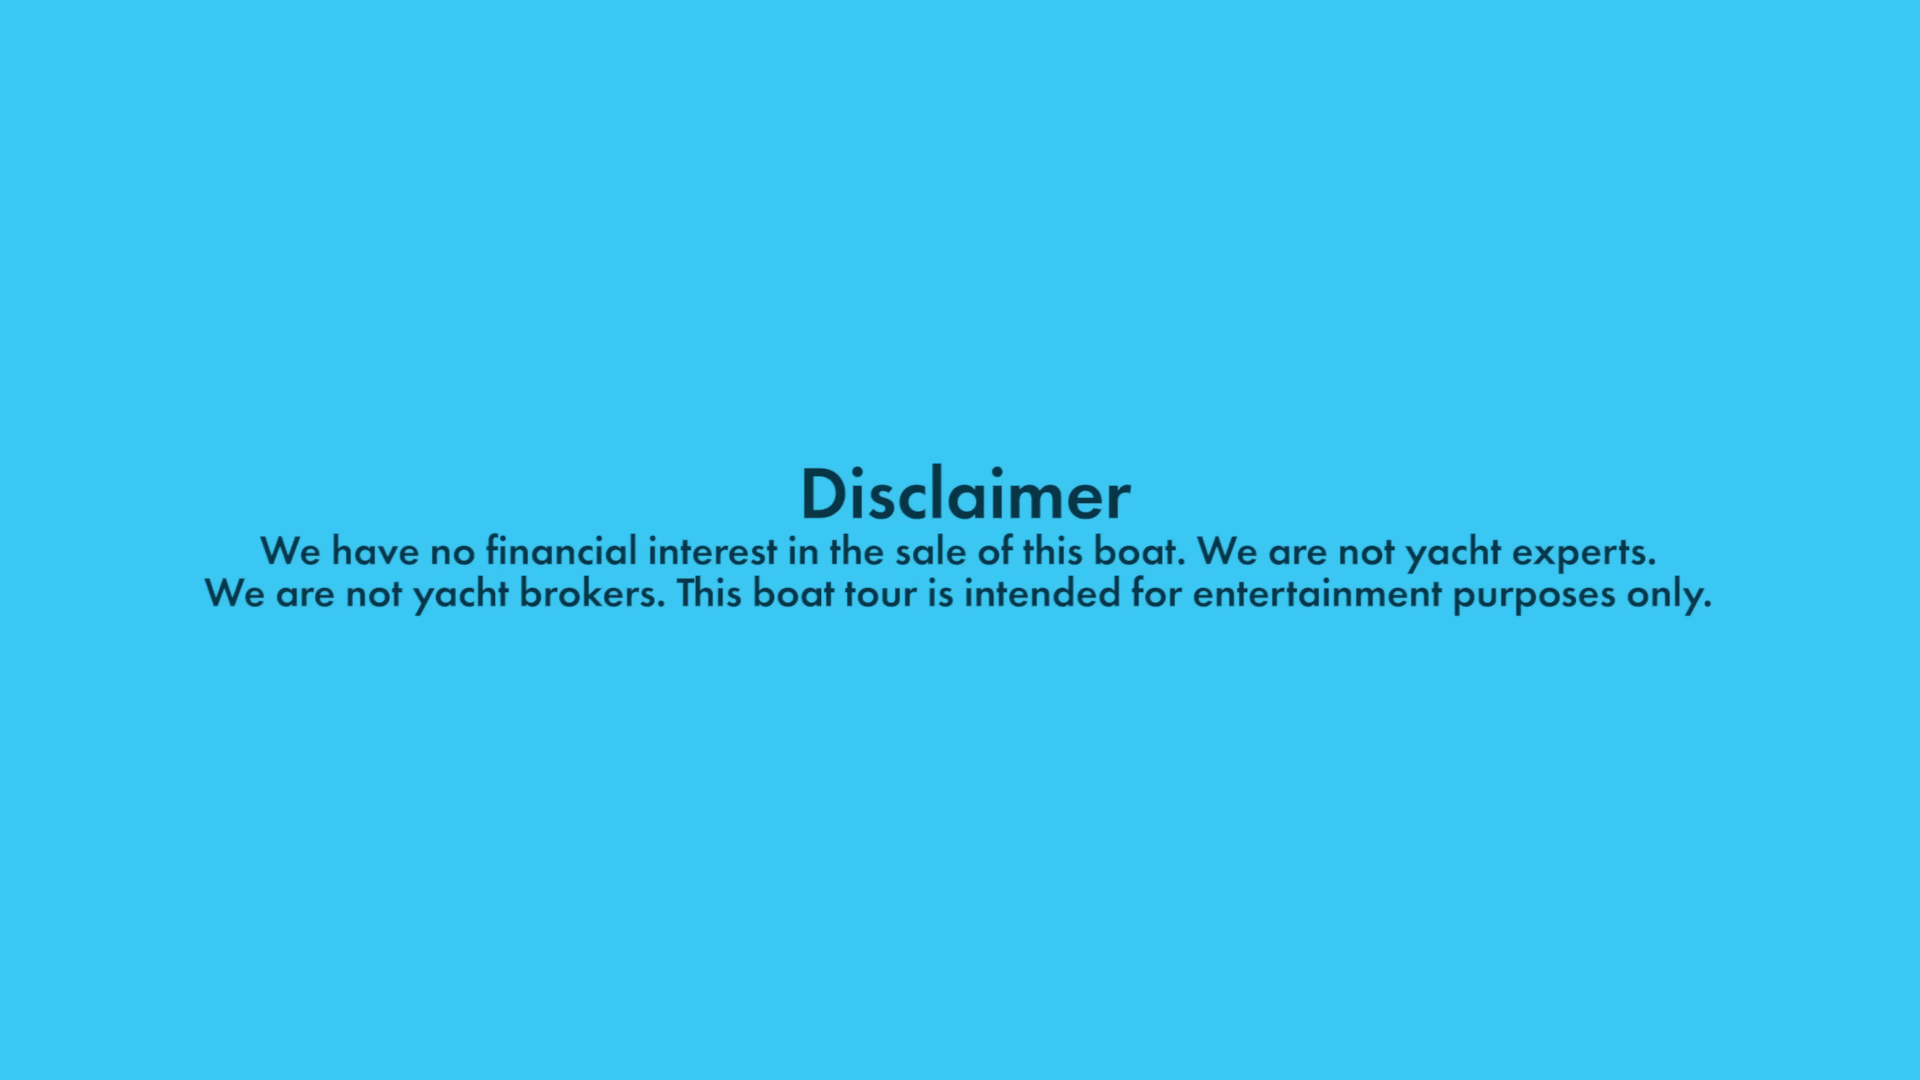 Disclaimer
We have no financial interest in the sale of this boat. We are not yacht experts.
We are not yacht brokers. This boat tour is intended for entertainment purposes only.